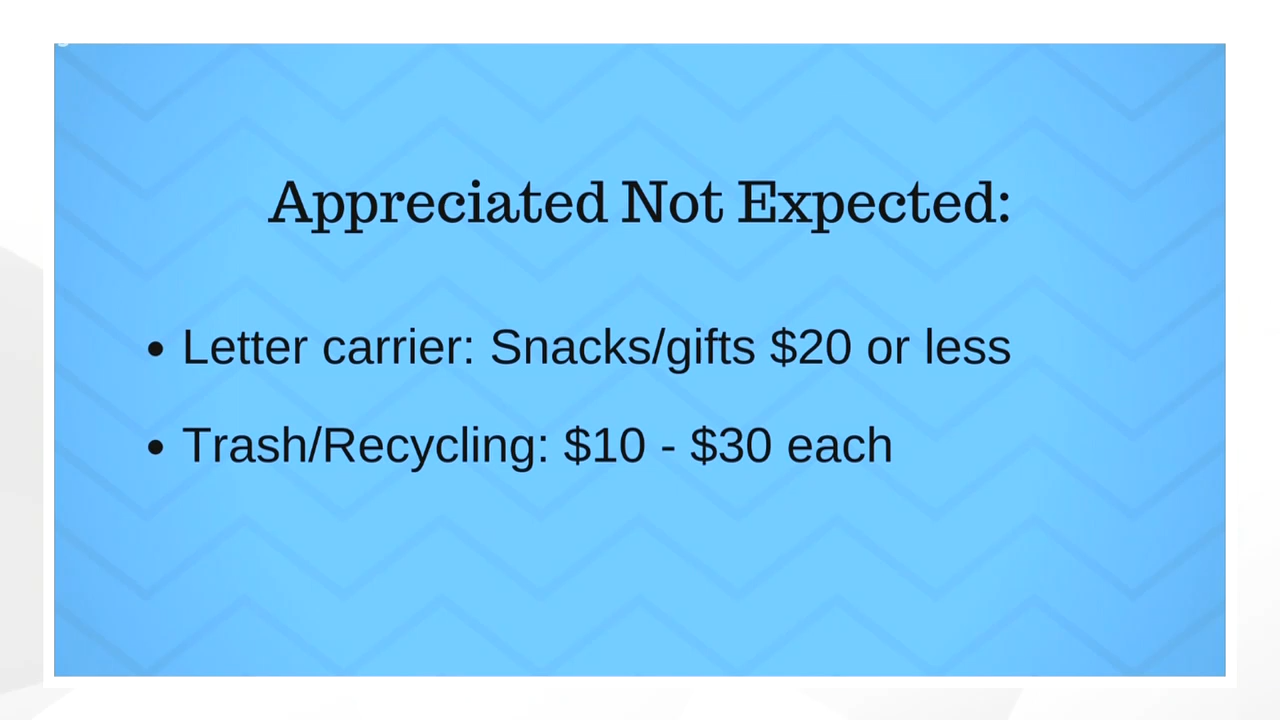 Appreciated Not Expected:
• Letter carrier: Snacks/gifts $20 or less
• Trash/Recycling: $10 - $30 each